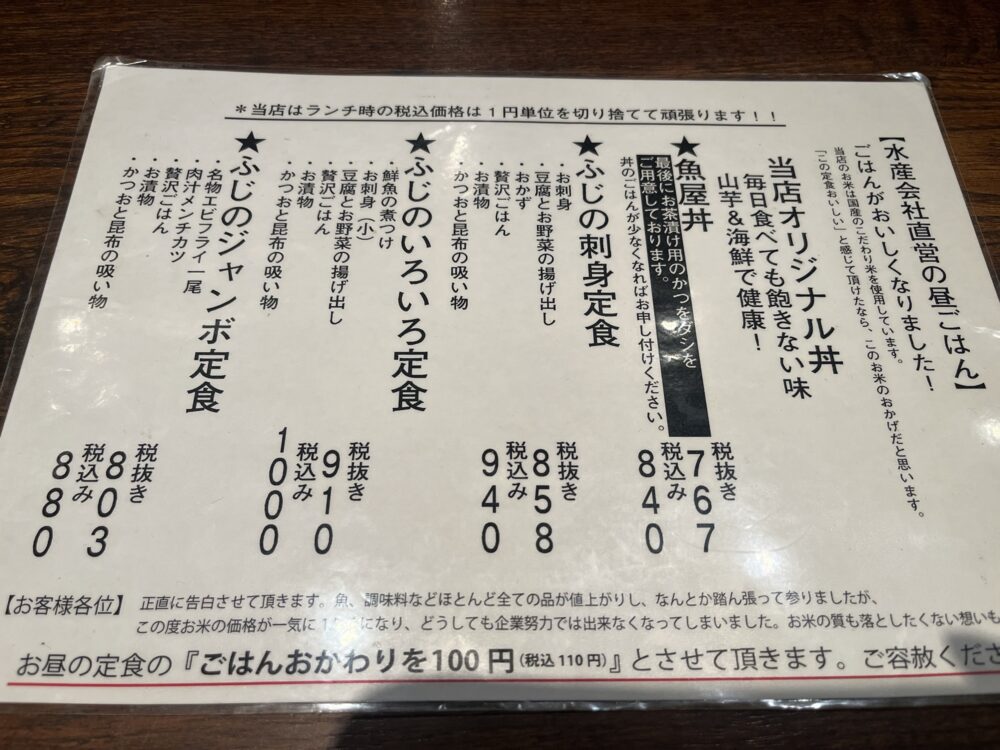 ＊当店はランチ時の税込価格は１円単位を切り捨てて頑張ります！！
【水産会社直営の昼ごはん】
ごはんがおいしくなりました！
当店のお米は国産のこだわり米を使用しています。
「この定食おいしい」と感じて頂けたなら、このお米のおかげだと思います。
当店オリジナル丼
毎日食べても飽きない味
山芋＆海鮮で健康！
★魚屋丼
最後にお茶漬け用のかつをダシを
ご用意しております。
丼のごはんが少なくなればお申し付けください。
税抜き
767
税込み
840
★ふじの刺身定食
・お刺身
・豆腐とお野菜の揚げ出し
・おかず
・贅沢ごはん
・お漬物
・かつおと昆布の吸い物
税抜き
858
税込み
940
★ふじのいろいろ定食
・鮮魚の煮つけ
・お刺身（小）
・豆腐とお野菜の揚げ出し
・贅沢ごはん
・お漬物
・かつおと昆布の吸い物
税抜き
910
税込み
1000
★ふじのジャンボ定食
・名物エビフライ一尾
・肉汁メンチカツ
・贅沢ごはん
・お漬物
・かつおと昆布の吸い物
税抜き
803
税込み
880
【お客様各位】 正直に告白させて頂きます。魚、調味料などほとんど全ての品が値上がりし、なんとか踏ん張って参りましたが、
この度お米の価格が一気に1になり、どうしても企業努力では出来なくなってしまいました。お米の質も落としたくない想いも
お昼の定食の『ごはんおかわりを100円（税込110円）』とさせて頂きます。ご容赦くださ